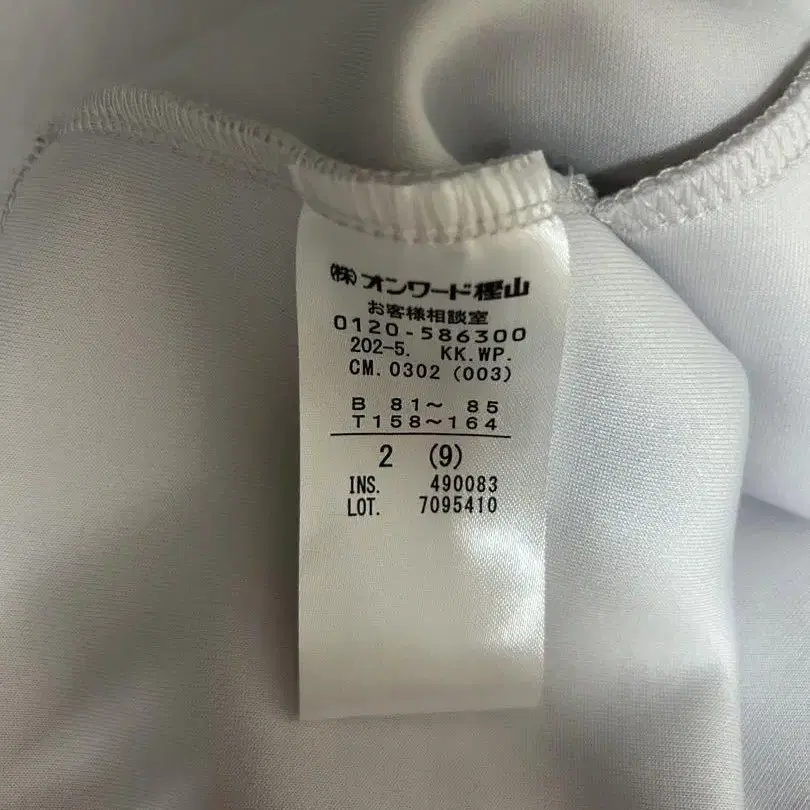 ㈱オンワード樫山
お客様相談室
0120-586300
202-5. KK.WP.
CM.0302 (003)
B 81～ 85
T158～164
2 (9)
INS. 490083
LOT. 7095410